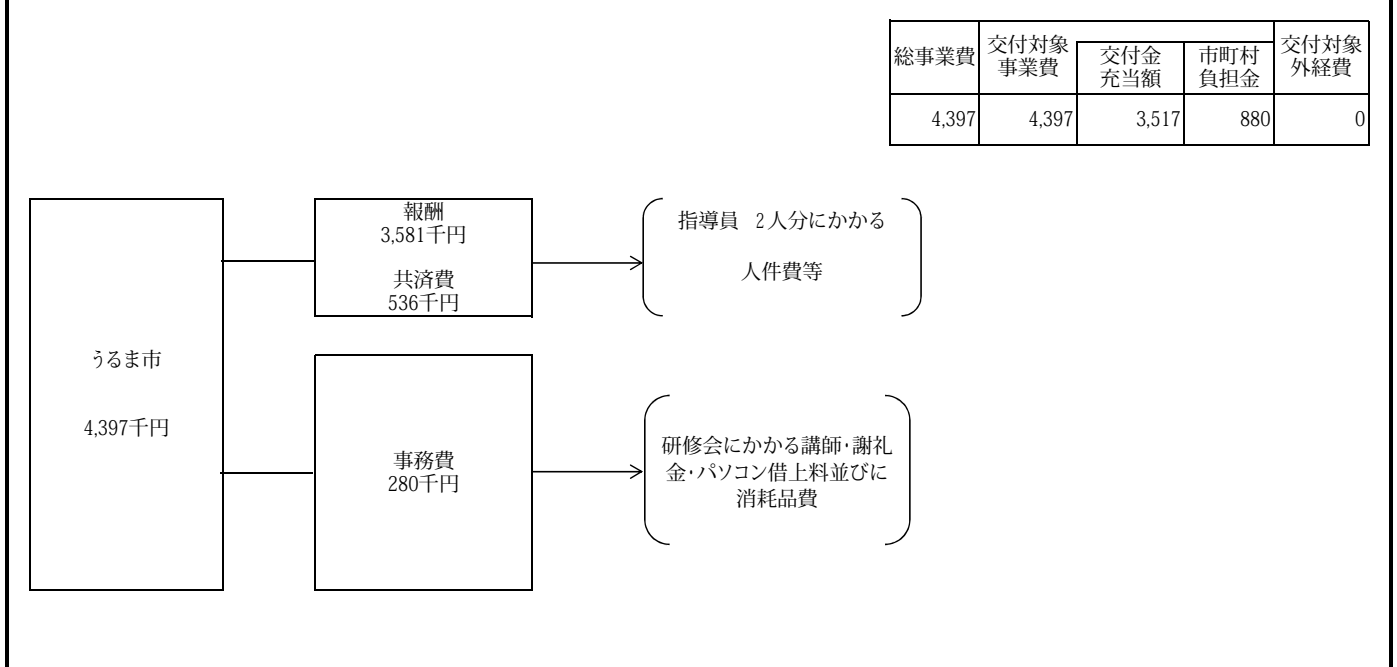 総事業費 交付対象 交付対象
事業費 交付金 市町村 外経費
充当額 負担金
4,397 4,397 3,517 880 0
報酬
3,581千円
共済費
536千円
指導員 2人分にかかる
人件費等
うるま市
4,397千円
事務費
280千円
研修会にかかる講師・謝礼
金・パソコン借上料並びに
消耗品費